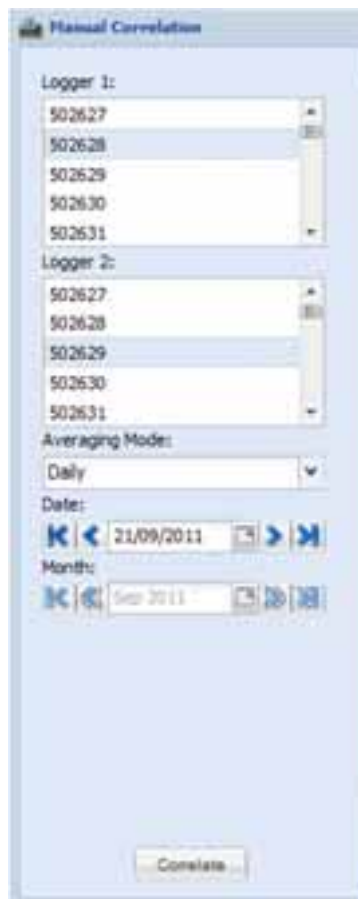 Manual Correlation
Logger 1:
502627
502628
502629
502630
502631
Logger 2:
502627
502628
502629
502630
502631
Averaging Mode:
Daily
Date:
21/09/2011
Month:
Sep 2011
Correlate